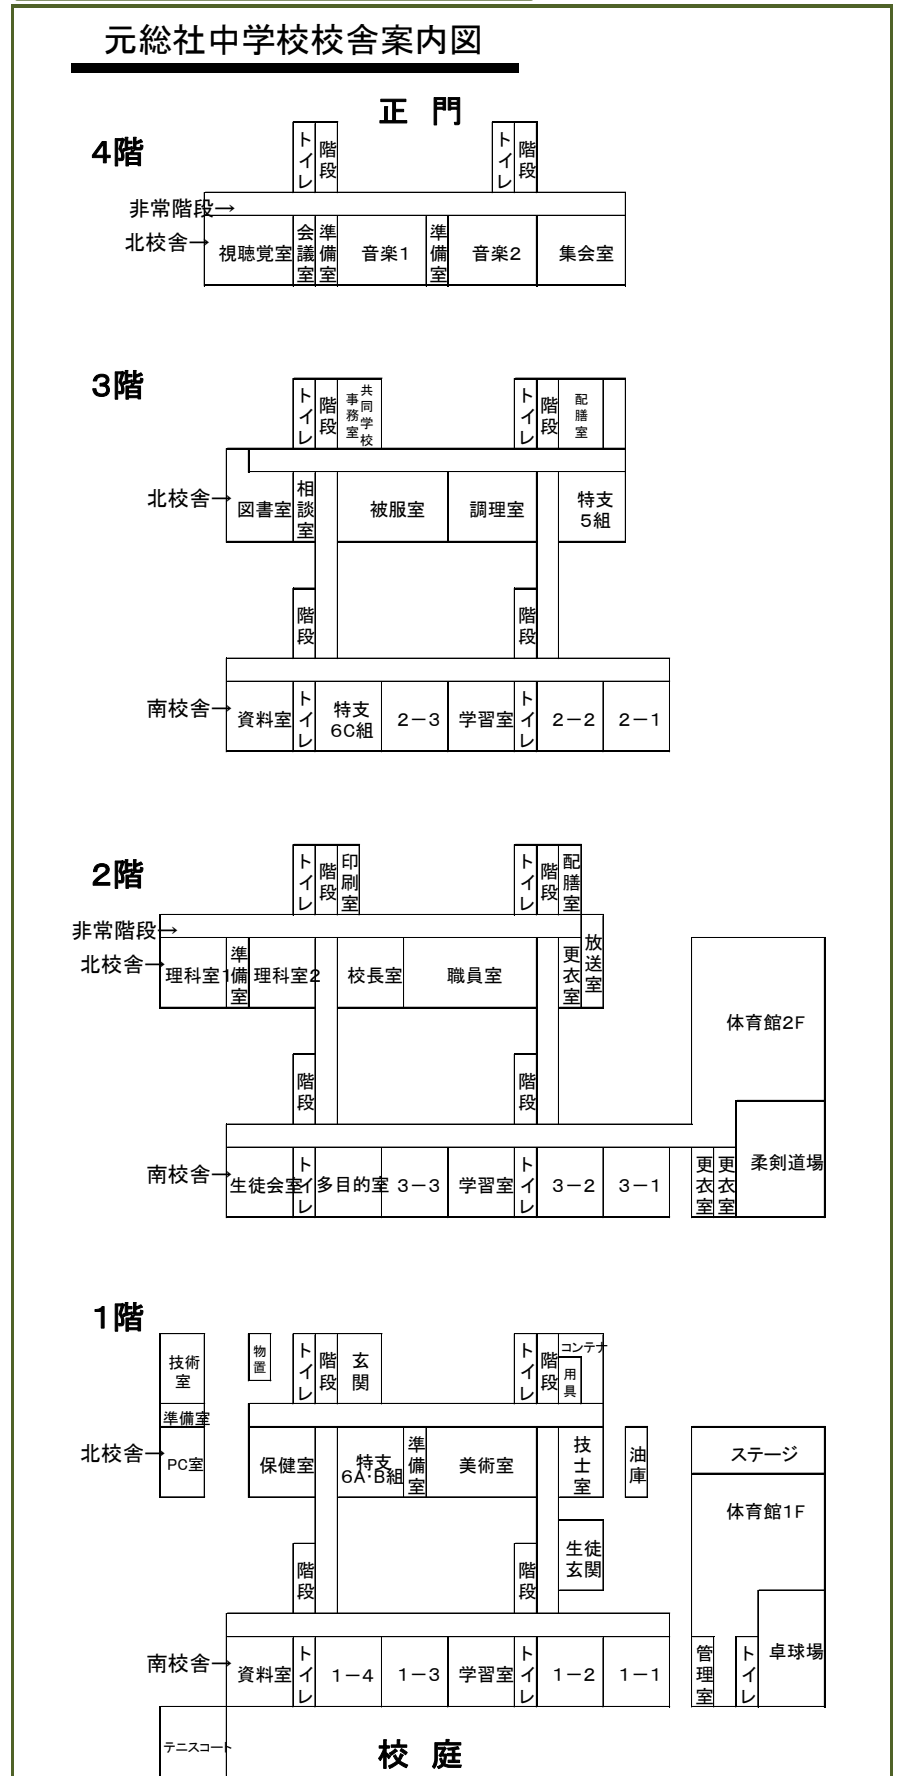 元総社中学校校舎案内図
正 門
4階
トイレ 階段 トイレ 階段
非常階段→
北校舎→
視聴覚室 会議室 準備室 音楽1 準備室 音楽2 集会室
3階
トイレ 階段 共同学校事務室 トイレ 階段 配膳室
北校舎→
図書室 相談室 被服室 調理室 特支5組
階段 階段
南校舎→
資料室 トイレ 特支6C組 2-3 学習室 トイレ 2-2 2-1
2階
トイレ 階段 印刷室 トイレ 階段 配膳室
非常階段→
北校舎→
理科室1 準備室 理科室2 校長室 職員室 更衣室 放送室
体育館2F
階段 階段
南校舎→
生徒会室 トイレ 多目的室 3-3 学習室 トイレ 3-2 3-1 更衣室 更衣室 柔剣道場
1階
技術室 物置 トイレ 階段 玄関 トイレ 階段 コンテナ 用具
準備室
北校舎→
PC室 保健室 特支6A・B組 準備室 美術室 技士室 油庫 ステージ
体育館1F
生徒玄関
階段 階段
南校舎→
資料室 トイレ 1-4 1-3 学習室 トイレ 1-2 1-1 管理室 トイレ 卓球場
テニスコート
校 庭